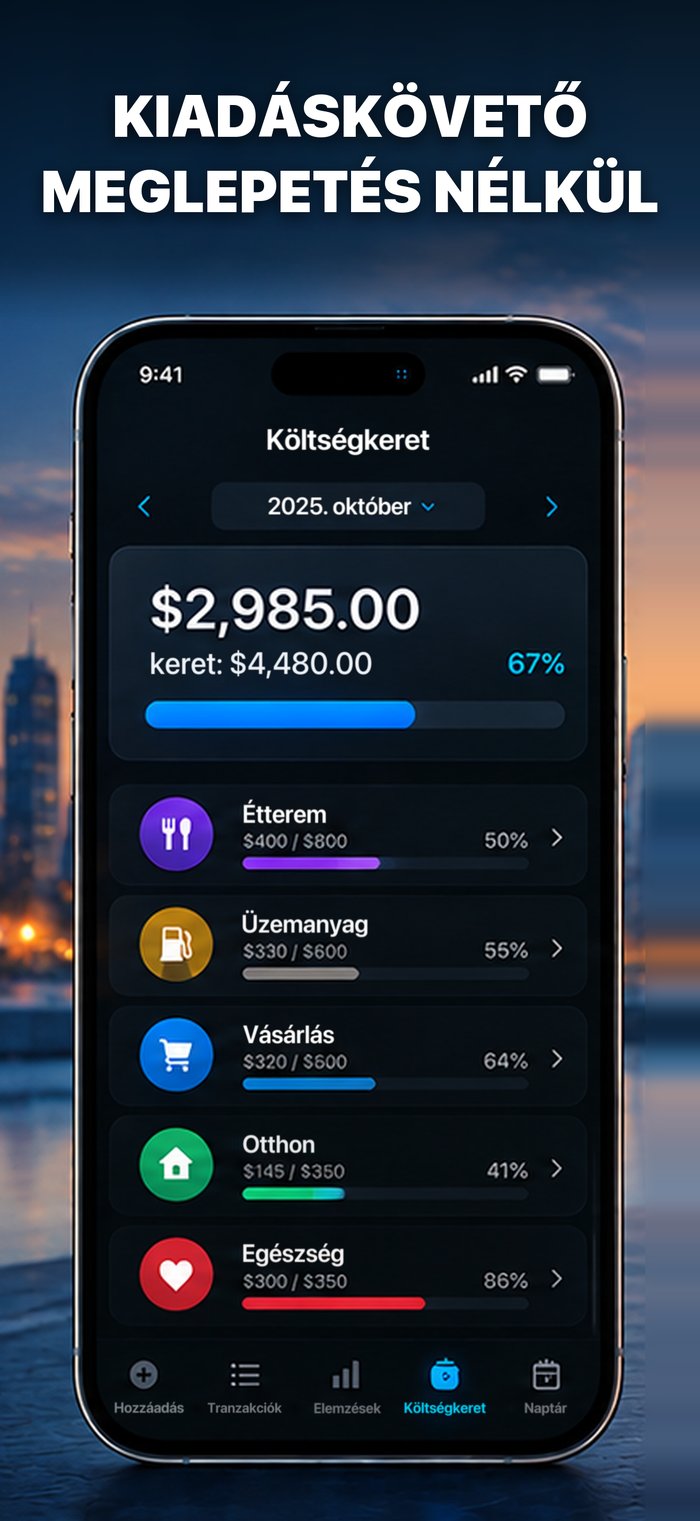 KIADÁSKÖVETŐ
MEGLEPETÉS NÉLKÜL
9:41
Költségkeret
2025. október
$2,985.00
keret: $4,480.00
67%
Étterem
$400 / $800
50%
Üzemanyag
$330 / $600
55%
Vásárlás
$320 / $600
64%
Otthon
$145 / $350
41%
Egészség
$300 / $350
86%
Hozzáadás
Tranzakciók
Elemzések
Költségkeret
Naptár